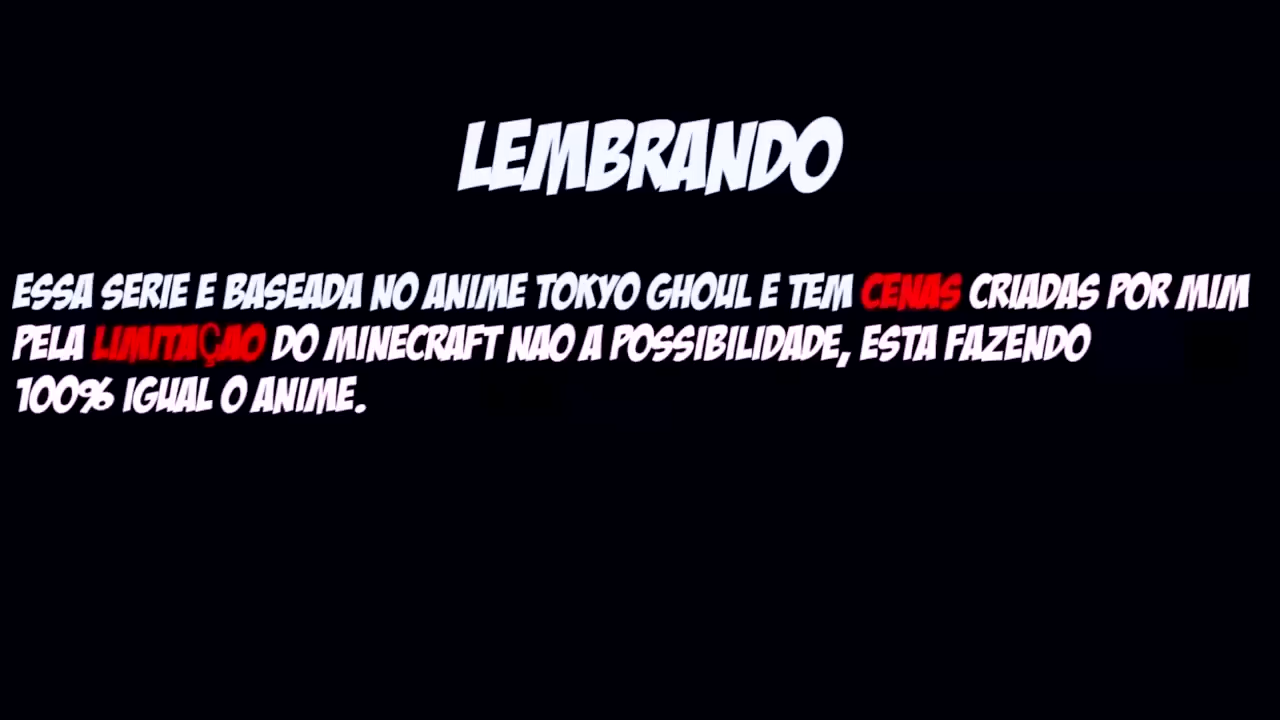 LEMBRANDO
ESSA SERIE E BASEADA NO ANIME TOKYO GHOUL E TEM CENAS CRIADAS POR MIM
PELA LIMITAÇAO DO MINECRAFT NAO A POSSIBILIDADE, ESTA FAZENDO
100% IGUAL O ANIME.